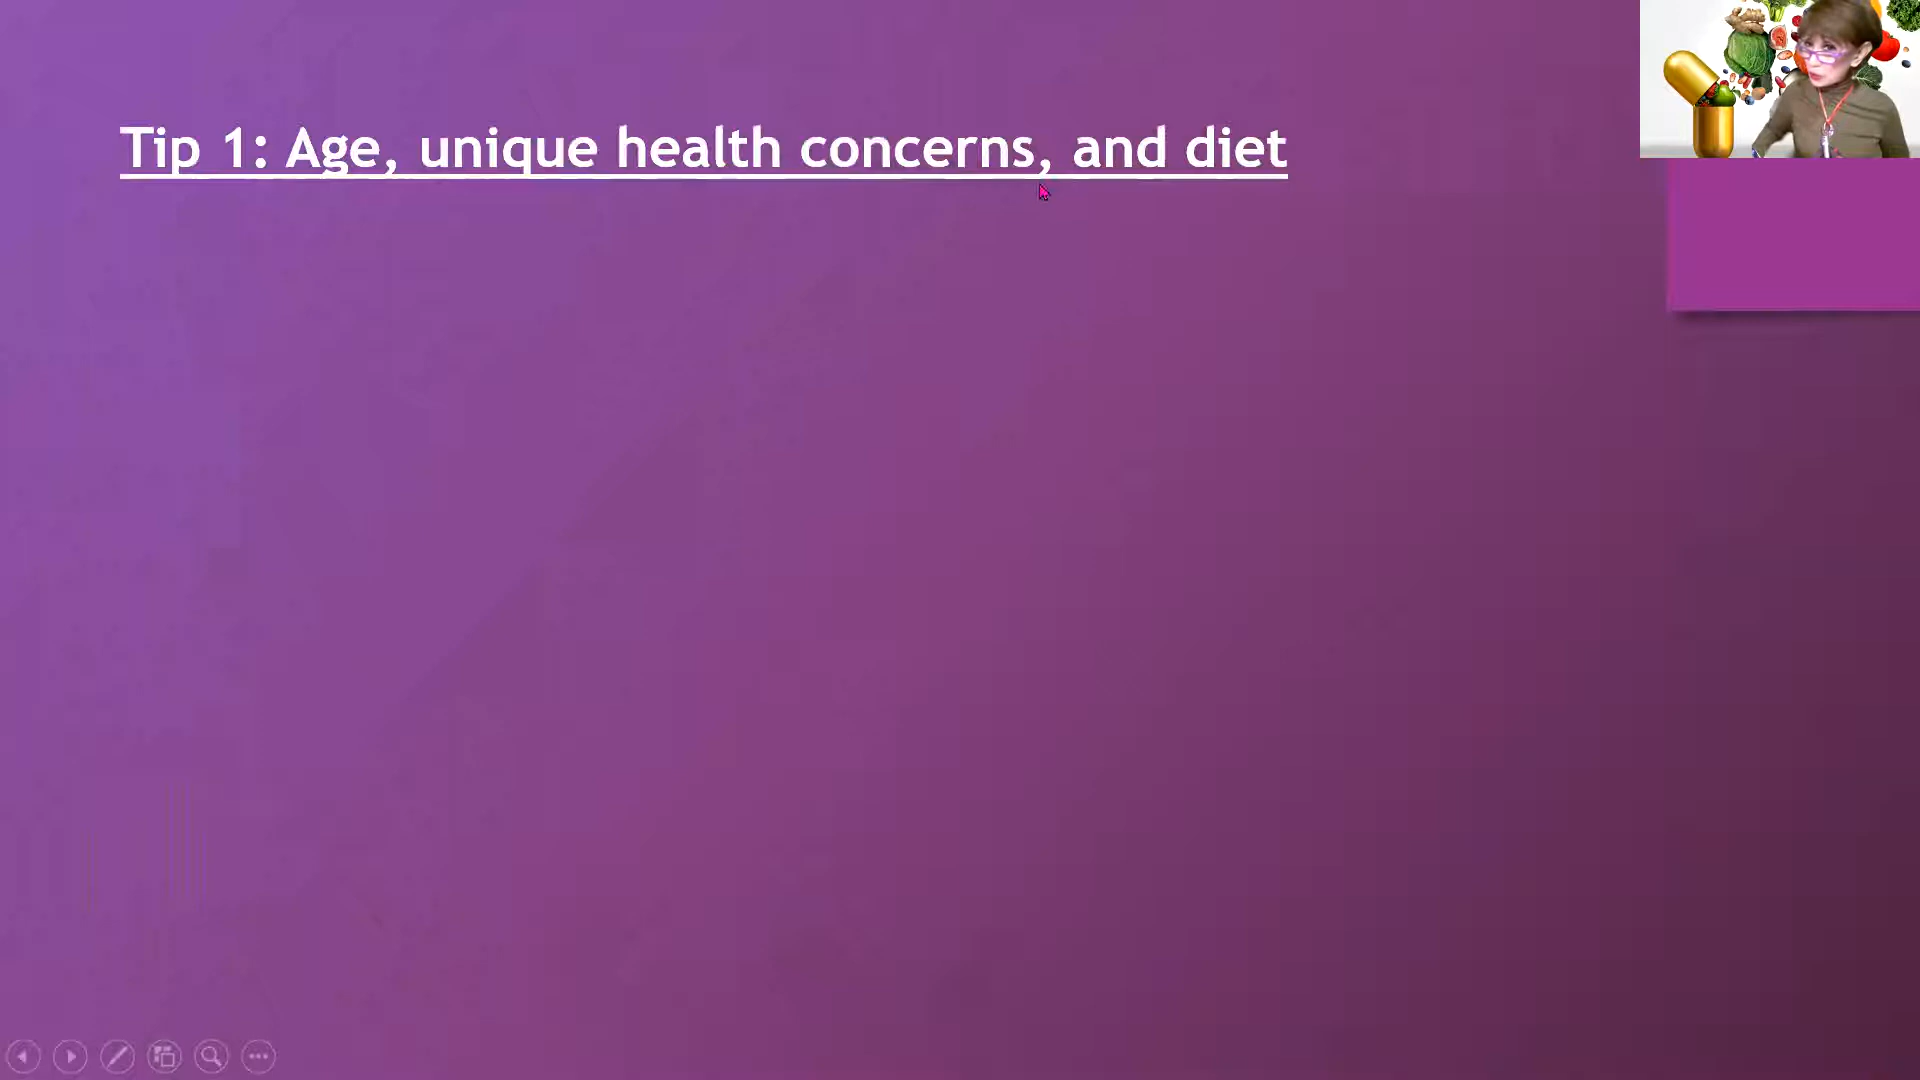 Tip 1: Age, unique health concerns, and diet